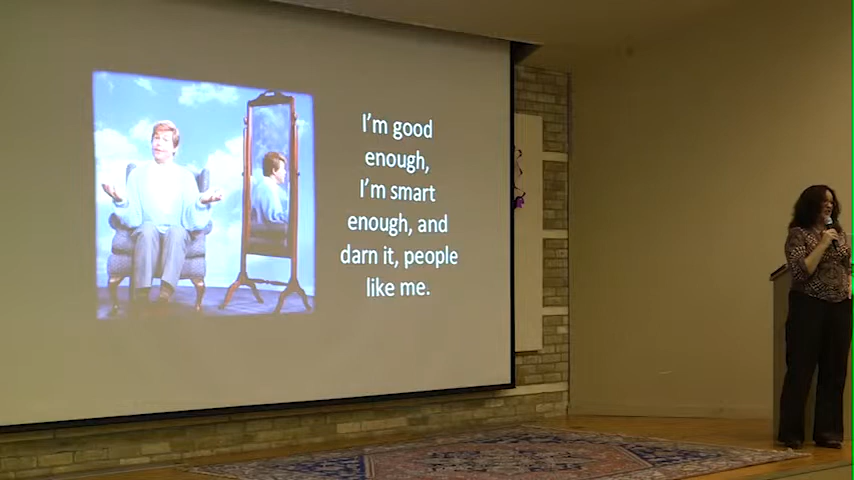 I'm good
enough,
I'm smart
enough, and
darn it, people
like me.